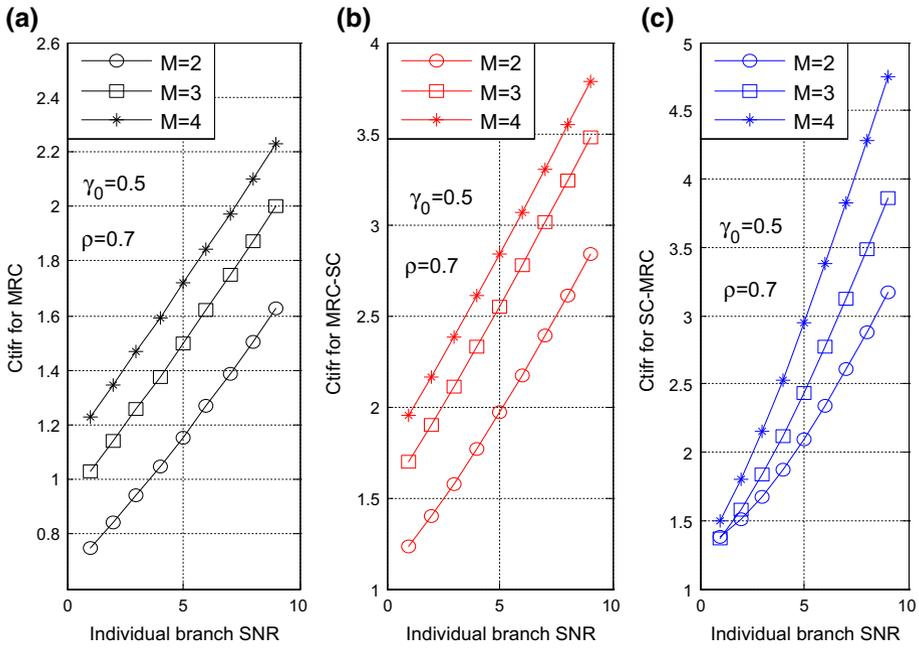 (a)
2.6
2.4
2.2
2
1.8
1.6
1.4
1.2
1
0.8
M=2
M=3
M=4
γ0=0.5
ρ=0.7
Ctifr for MRC
0 5 10
Individual branch SNR
(b)
4
3.5
3
2.5
2
1.5
1
M=2
M=3
M=4
γ0=0.5
ρ=0.7
Ctifr for MRC-SC
0 5 10
Individual branch SNR
(c)
5
4.5
4
3.5
3
2.5
2
1.5
1
M=2
M=3
M=4
γ0=0.5
ρ=0.7
Ctifr for SC-MRC
0 5 10
Individual branch SNR